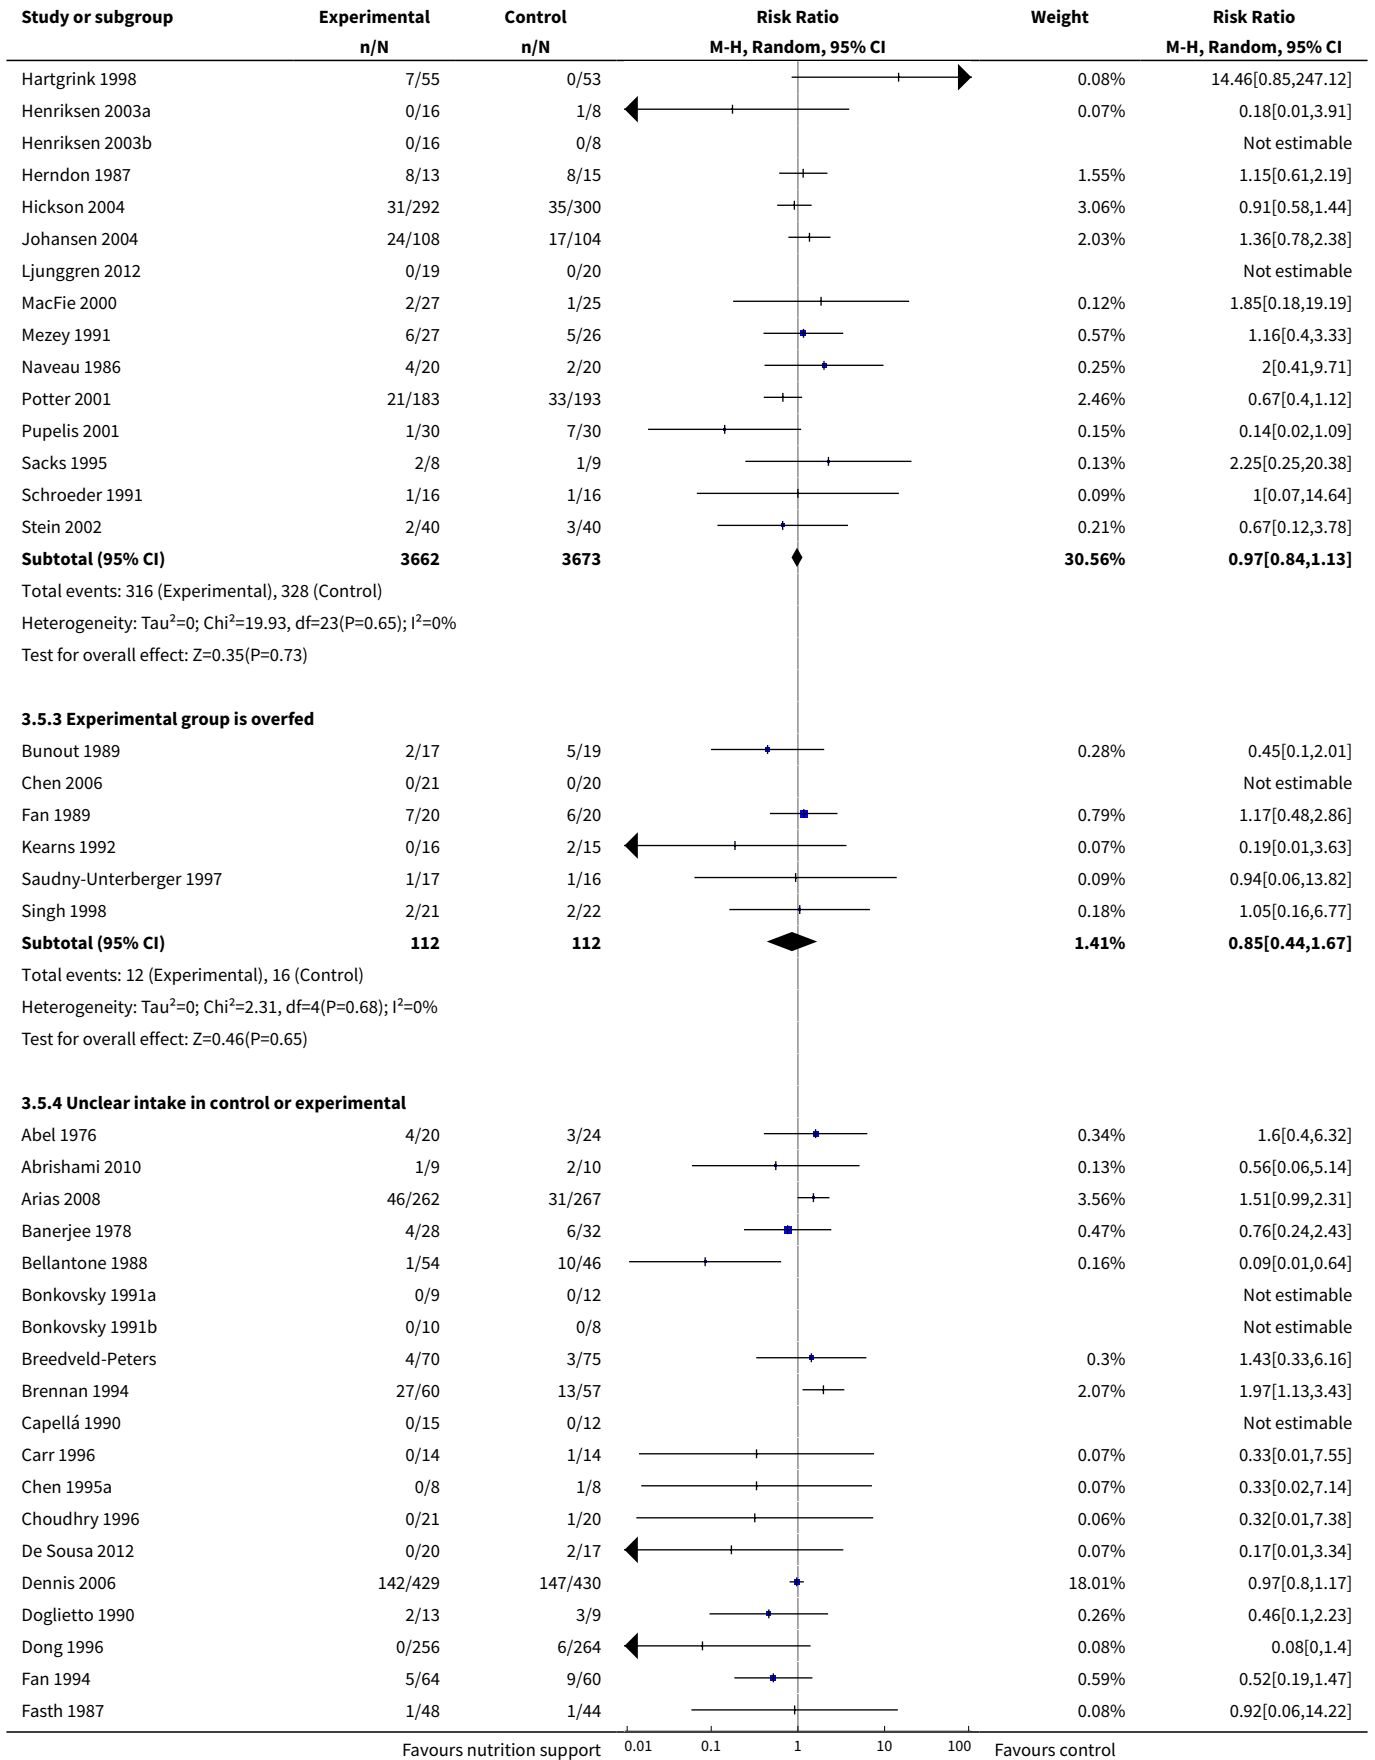 Study or subgroup Experimental Control Risk Ratio Weight Risk Ratio
n/N n/N M-H, Random, 95% CI M-H, Random, 95% CI
Hartgrink 1998 7/55 0/53 0.08% 14.46[0.85,247.12]
Henriksen 2003a 0/16 1/8 0.07% 0.18[0.01,3.91]
Henriksen 2003b 0/16 0/8 Not estimable
Herndon 1987 8/13 8/15 1.55% 1.15[0.61,2.19]
Hickson 2004 31/292 35/300 3.06% 0.91[0.58,1.44]
Johansen 2004 24/108 17/104 2.03% 1.36[0.78,2.38]
Ljunggren 2012 0/19 0/20 Not estimable
MacFie 2000 2/27 1/25 0.12% 1.85[0.18,19.19]
Mezey 1991 6/27 5/26 0.57% 1.16[0.4,3.33]
Naveau 1986 4/20 2/20 0.25% 2[0.41,9.71]
Potter 2001 21/183 33/193 2.46% 0.67[0.4,1.12]
Pupelis 2001 1/30 7/30 0.15% 0.14[0.02,1.09]
Sacks 1995 2/8 1/9 0.13% 2.25[0.25,20.38]
Schroeder 1991 1/16 1/16 0.09% 1[0.07,14.64]
Stein 2002 2/40 3/40 0.21% 0.67[0.12,3.78]
Subtotal (95% CI) 3662 3673 30.56% 0.97[0.84,1.13]
Total events: 316 (Experimental), 328 (Control)
Heterogeneity: Tau²=0; Chi²=19.93, df=23(P=0.65); I²=0%
Test for overall effect: Z=0.35(P=0.73)
3.5.3 Experimental group is overfed
Bunout 1989 2/17 5/19 0.28% 0.45[0.1,2.01]
Chen 2006 0/21 0/20 Not estimable
Fan 1989 7/20 6/20 0.79% 1.17[0.48,2.86]
Kearns 1992 0/16 2/15 0.07% 0.19[0.01,3.63]
Saudny-Unterberger 1997 1/17 1/16 0.09% 0.94[0.06,13.82]
Singh 1998 2/21 2/22 0.18% 1.05[0.16,6.77]
Subtotal (95% CI) 112 112 1.41% 0.85[0.44,1.67]
Total events: 12 (Experimental), 16 (Control)
Heterogeneity: Tau²=0; Chi²=2.31, df=4(P=0.68); I²=0%
Test for overall effect: Z=0.46(P=0.65)
3.5.4 Unclear intake in control or experimental
Abel 1976 4/20 3/24 0.34% 1.6[0.4,6.32]
Abrishami 2010 1/9 2/10 0.13% 0.56[0.06,5.14]
Arias 2008 46/262 31/267 3.56% 1.51[0.99,2.31]
Banerjee 1978 4/28 6/32 0.47% 0.76[0.24,2.43]
Bellantone 1988 1/54 10/46 0.16% 0.09[0.01,0.64]
Bonkovsky 1991a 0/9 0/12 Not estimable
Bonkovsky 1991b 0/10 0/8 Not estimable
Breedveld-Peters 4/70 3/75 0.3% 1.43[0.33,6.16]
Brennan 1994 27/60 13/57 2.07% 1.97[1.13,3.43]
Capellá 1990 0/15 0/12 Not estimable
Carr 1996 0/14 1/14 0.07% 0.33[0.01,7.55]
Chen 1995a 0/8 1/8 0.07% 0.33[0.02,7.14]
Choudhry 1996 0/21 1/20 0.06% 0.32[0.01,7.38]
De Sousa 2012 0/20 2/17 0.07% 0.17[0.01,3.34]
Dennis 2006 142/429 147/430 18.01% 0.97[0.8,1.17]
Doglietto 1990 2/13 3/9 0.26% 0.46[0.1,2.23]
Dong 1996 0/256 6/264 0.08% 0.08[0,1.4]
Fan 1994 5/64 9/60 0.59% 0.52[0.19,1.47]
Fasth 1987 1/48 1/44 0.08% 0.92[0.06,14.22]
Favours nutrition support 0.01 0.1 1 10 100 Favours control